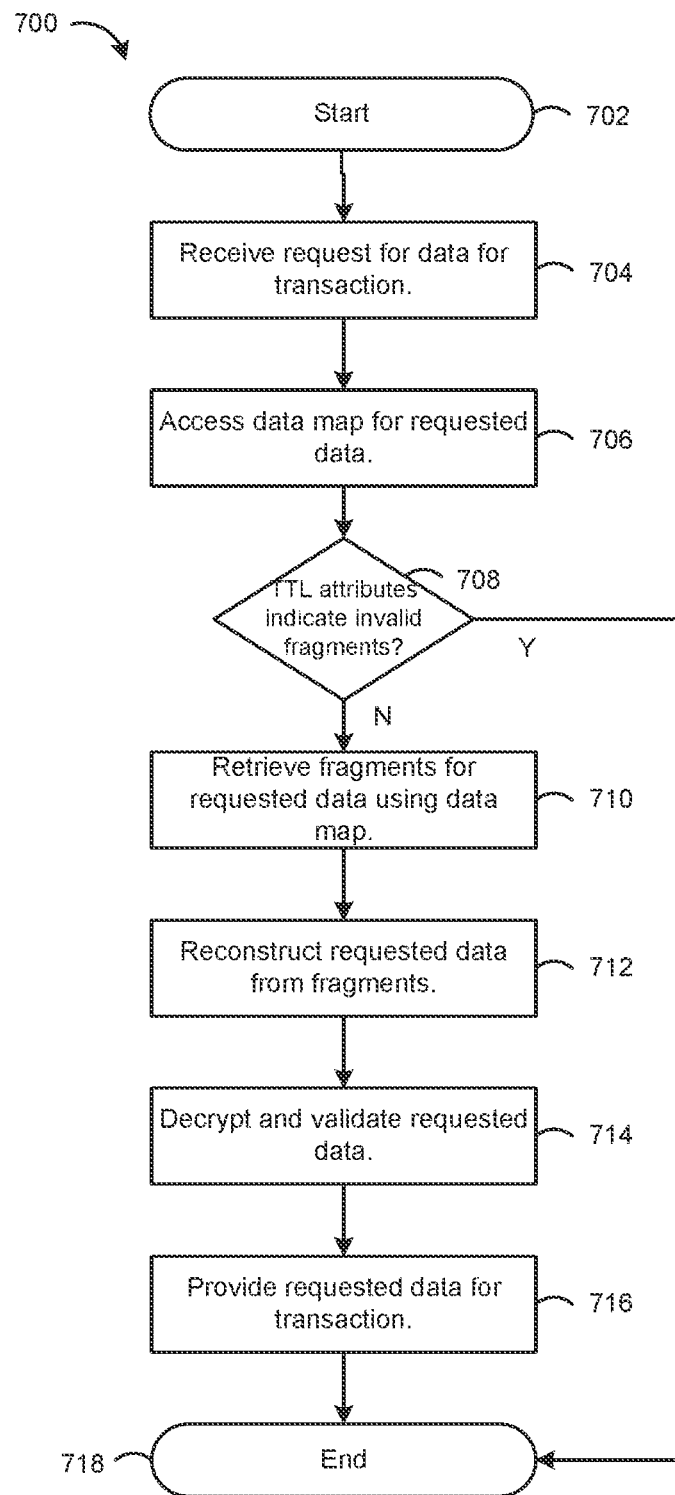 700
Start
702
Receive request for data for
transaction.
704
Access data map for requested
data.
706
708
TTL attributes
indicate invalid
fragments?
Y
N
Retrieve fragments for
requested data using data
map.
710
Reconstruct requested data
from fragments.
712
Decrypt and validate requested
data.
714
Provide requested data for
transaction.
716
718
End